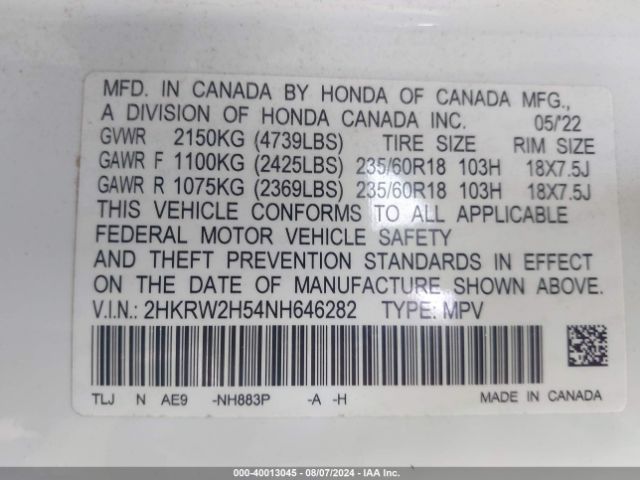 MFD. IN CANADA BY HONDA OF CANADA MFG.,
A DIVISION OF HONDA CANADA INC. 05/22
GVWR 2150KG (4739LBS) TIRE SIZE RIM SIZE
GAWR F 1100KG (2425LBS) 235/60R18 103H 18X7.5J
GAWR R 1075KG (2369LBS) 235/60R18 103H 18X7.5J
THIS VEHICLE CONFORMS TO ALL APPLICABLE
FEDERAL MOTOR VEHICLE SAFETY
AND THEFT PREVENTION STANDARDS IN EFFECT
ON THE DATE OF MANUFACTURE SHOWN ABOVE.
V.I.N.: 2HKRW2H54NH646282 TYPE: MPV
TLJ N AE9 -NH883P -A -H MADE IN CANADA
000-40013045 - 08/07/2024 - IAAI.COM